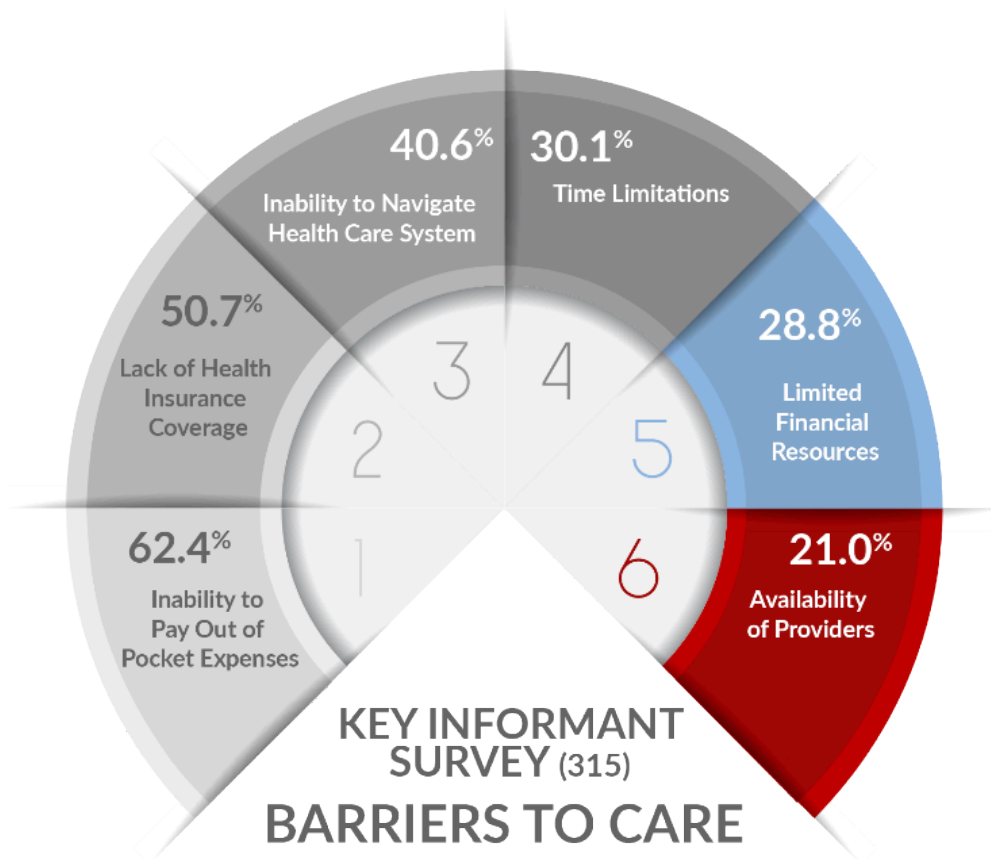 40.6%
Inability to Navigate
Health Care System
30.1%
Time Limitations
50.7%
Lack of Health
Insurance
Coverage
28.8%
Limited
Financial
Resources
3
4
2
5
62.4%
Inability to
Pay Out of
Pocket Expenses
1
6
21.0%
Availability
of Providers
KEY INFORMANT
SURVEY (315)
BARRIERS TO CARE